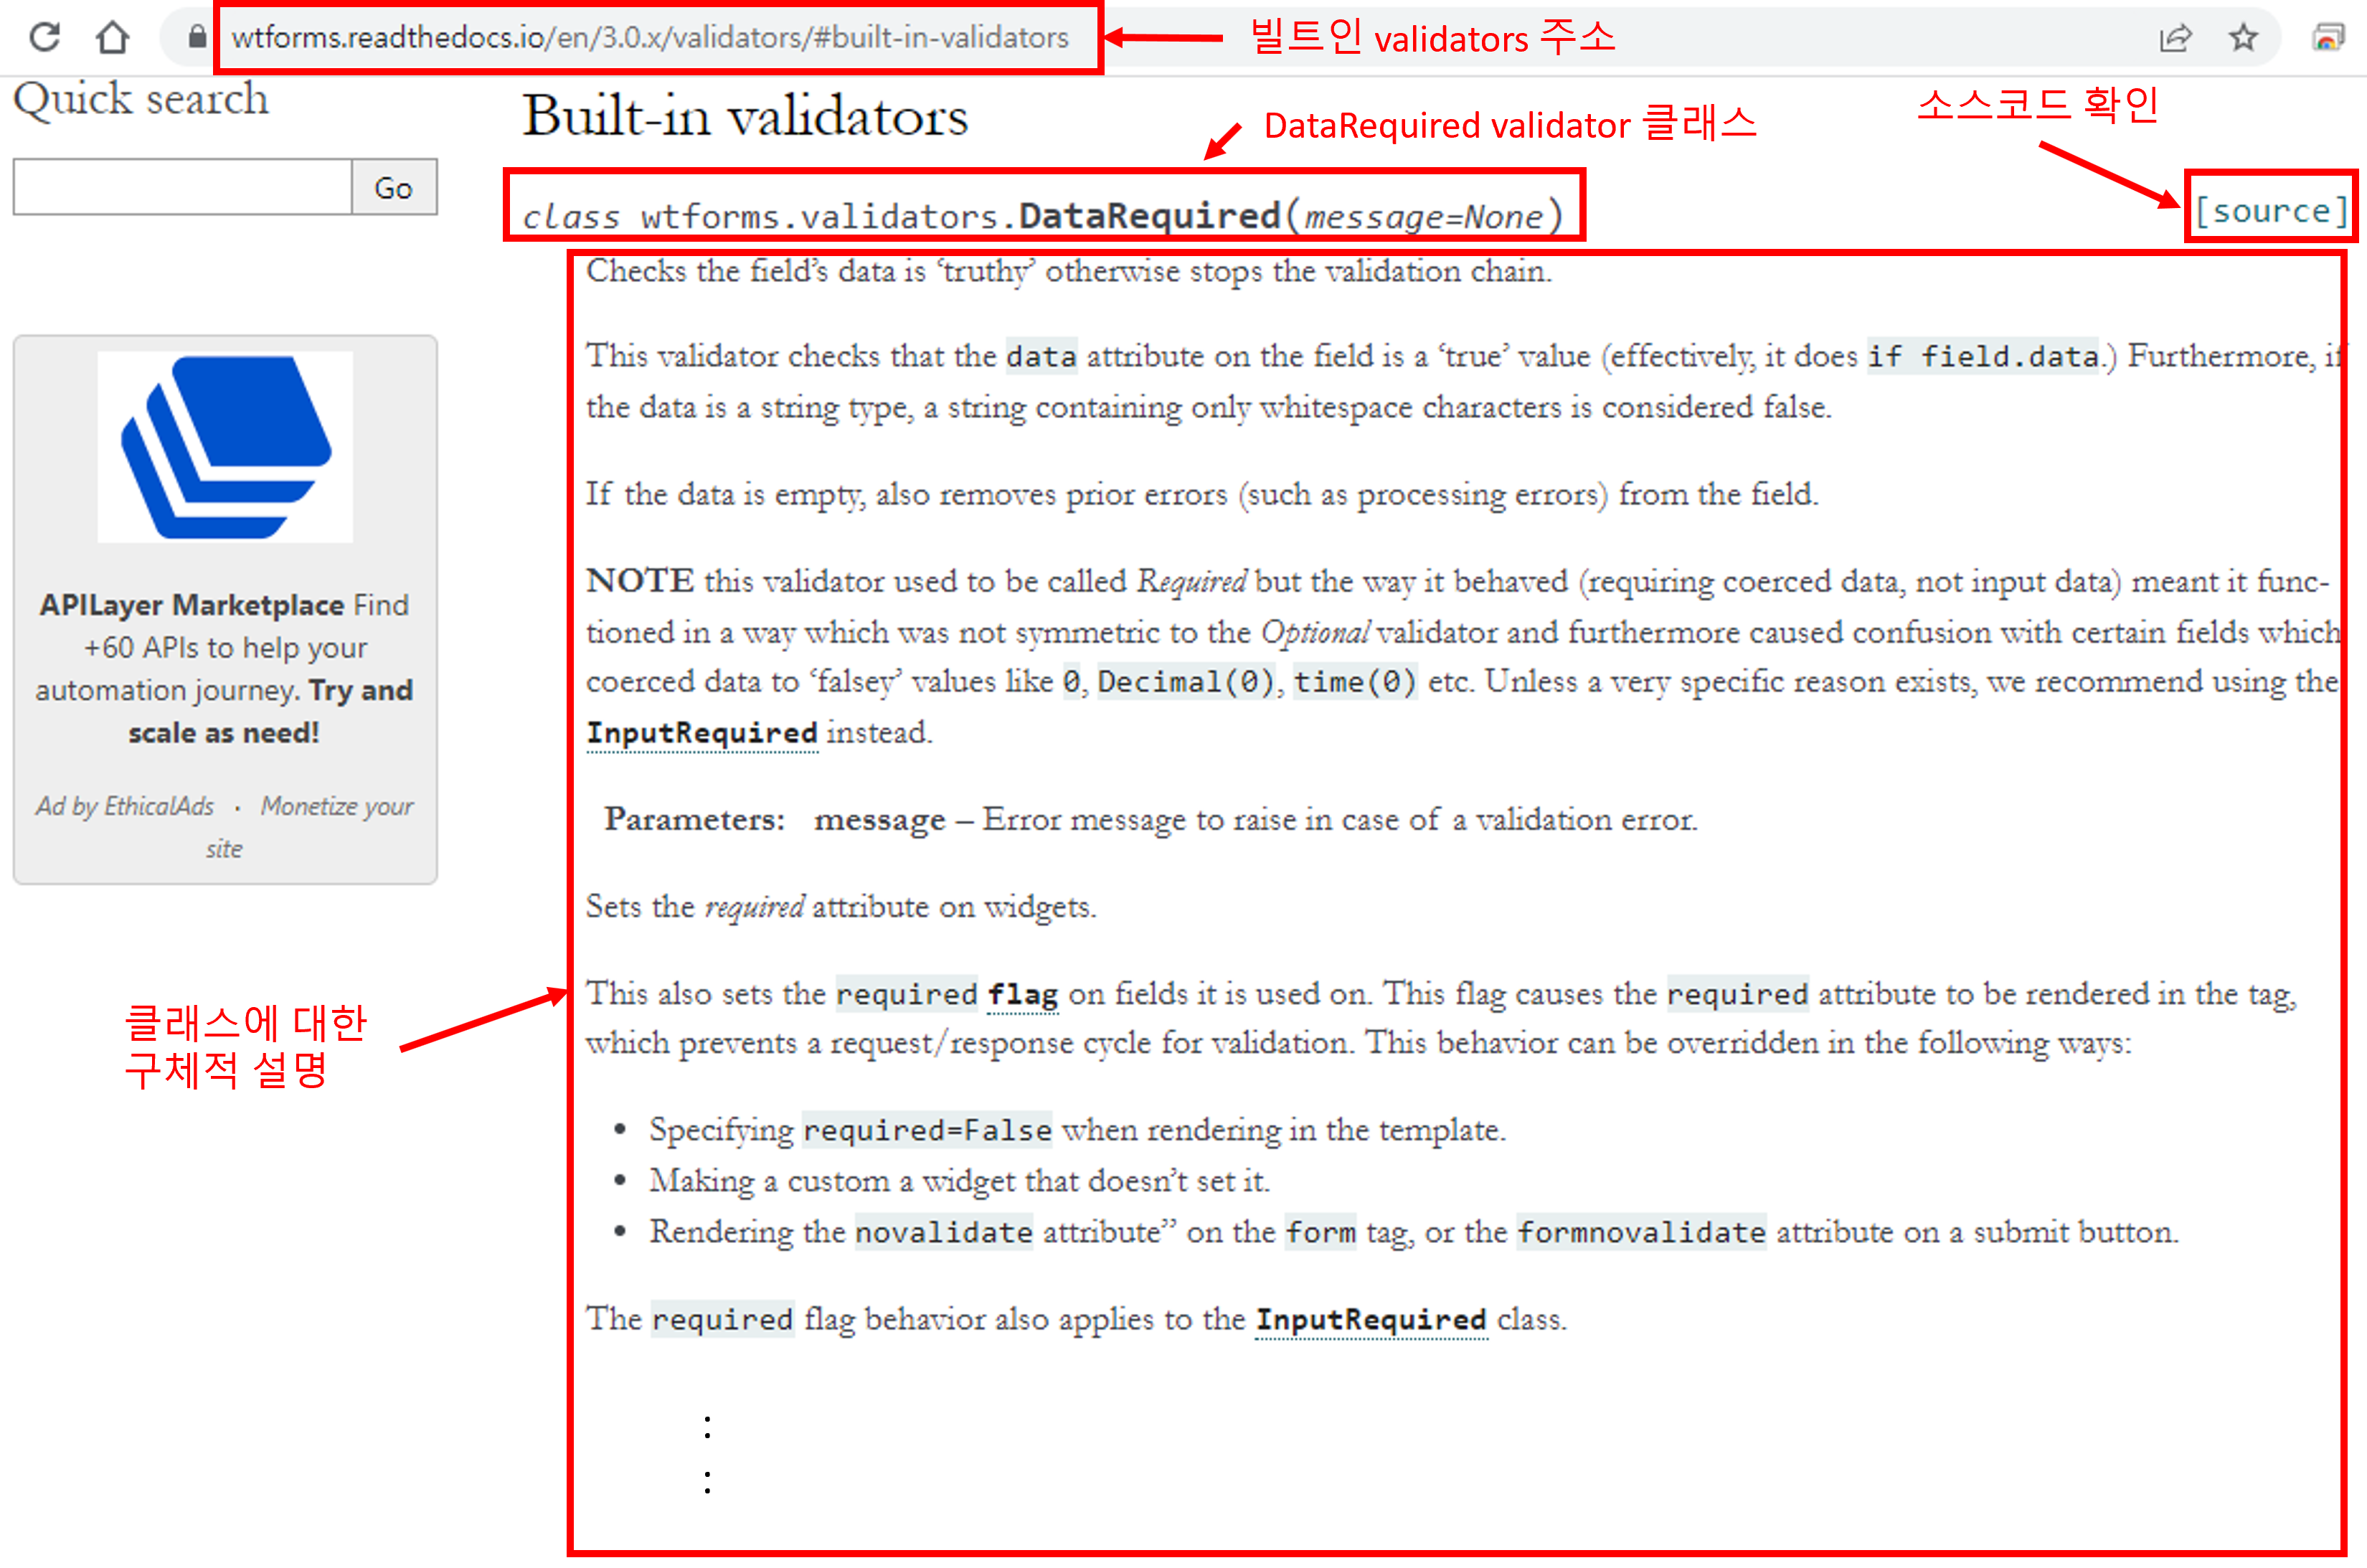 wtforms.readthedocs.io/en/3.0.x/validators/#built-in-validators
빌트인 validators 주소
Quick search
Go
Built-in validators
DataRequired validator 클래스
소스코드 확인
class wtforms.validators.DataRequired(message=None)
[source]
Checks the field’s data is ‘truthy’ otherwise stops the validation chain.
This validator checks that the data attribute on the field is a ‘true’ value (effectively, it does if field.data.) Furthermore, if
the data is a string type, a string containing only whitespace characters is considered false.
If the data is empty, also removes prior errors (such as processing errors) from the field.
NOTE this validator used to be called Required but the way it behaved (requiring coerced data, not input data) meant it func-
tioned in a way which was not symmetric to the Optional validator and furthermore caused confusion with certain fields which
coerced data to ‘falsey’ values like 0, Decimal(0), time(0) etc. Unless a very specific reason exists, we recommend using the
InputRequired instead.
Parameters: message – Error message to raise in case of a validation error.
Sets the required attribute on widgets.
This also sets the required flag on fields it is used on. This flag causes the required attribute to be rendered in the tag,
which prevents a request/response cycle for validation. This behavior can be overridden in the following ways:
• Specifying required=False when rendering in the template.
• Making a custom a widget that doesn’t set it.
• Rendering the novalidate attribute” on the form tag, or the formnovalidate attribute on a submit button.
The required flag behavior also applies to the InputRequired class.
:
:
APILayer Marketplace Find
+60 APIs to help your
automation journey. Try and
scale as need!
Ad by EthicalAds · Monetize your
site
클래스에 대한
구체적 설명